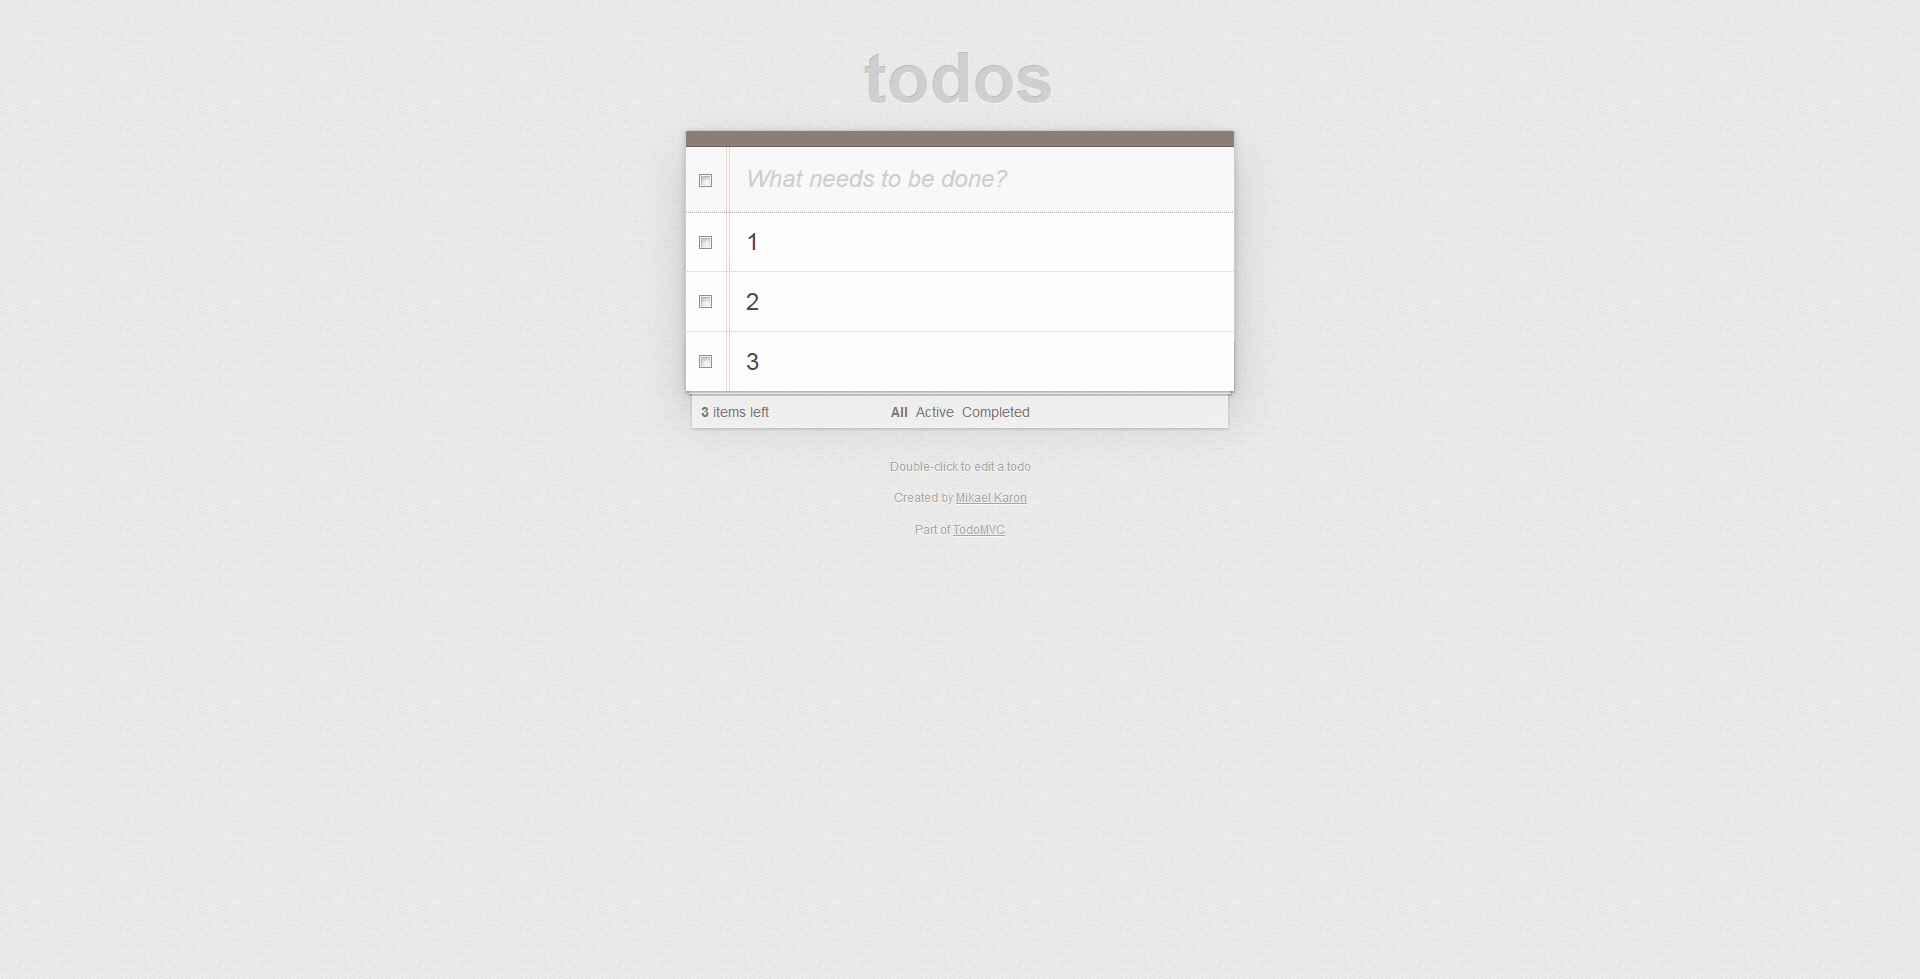 todos
What needs to be done?
1
2
3
3 items left All Active Completed
Double-click to edit a todo
Created by Mikael Karon
Part of TodoMVC